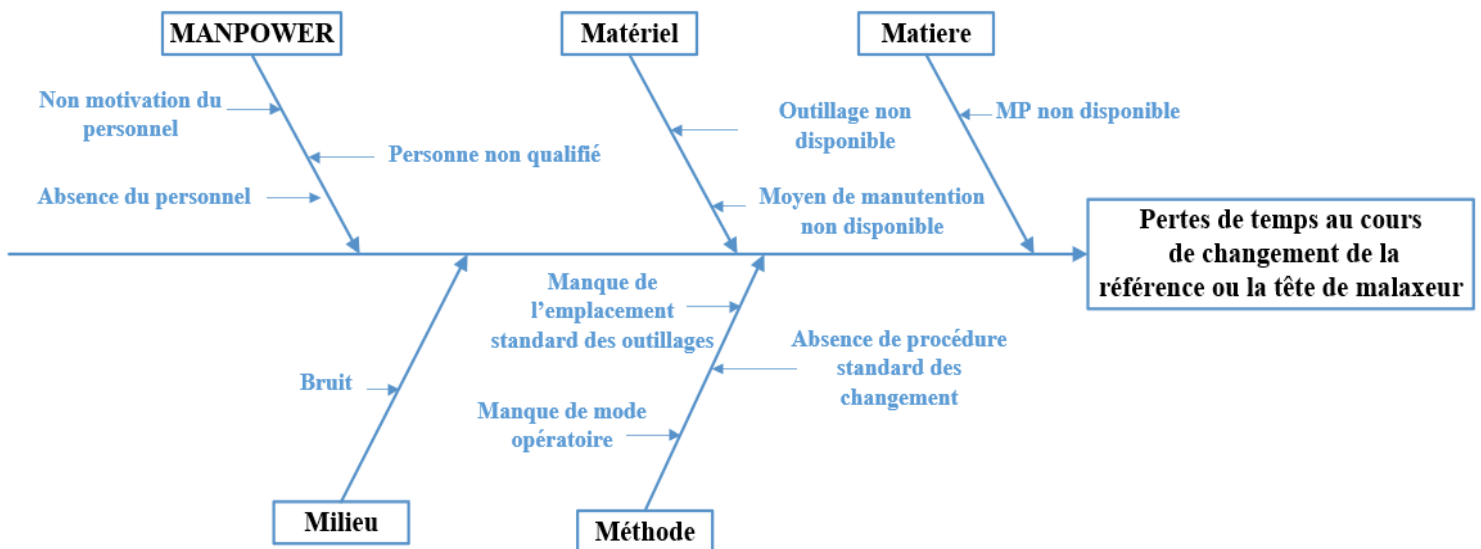 MANPOWER
Matériel
Matiere
Non motivation du
personnel
Personne non qualifié
Absence du personnel
Outillage non
disponible
Moyen de manutention
non disponible
MP non disponible
Pertes de temps au cours
de changement de la
référence ou la tête de malaxeur
Manque de
l’emplacement
standard des outillages
Absence de procédure
standard des
changement
Bruit
Manque de mode
opératoire
Milieu
Méthode